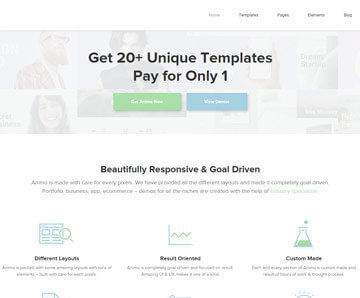 Home Templates Pages Elements Blog
Get 20+ Unique Templates
Pay for Only 1
Get Animo Now View Demos
Beautifully Responsive & Goal Driven
Animo is made with care for every pixels. We have provided all the different layouts and made it completely goal driven.
Portfolio, business, app, ecommerce – demos for all the niches are created with the help of industry specialists.
Different Layouts Result Oriented Custom Made
Animo is packed with some amazing layouts with tons of Animo is completely goal driven and focused on result. Each and every section of Animo is custom made and
elements – built with care for each pixels. Amazing UI & UX makes it one of a kind. result of hours of work & thought process.